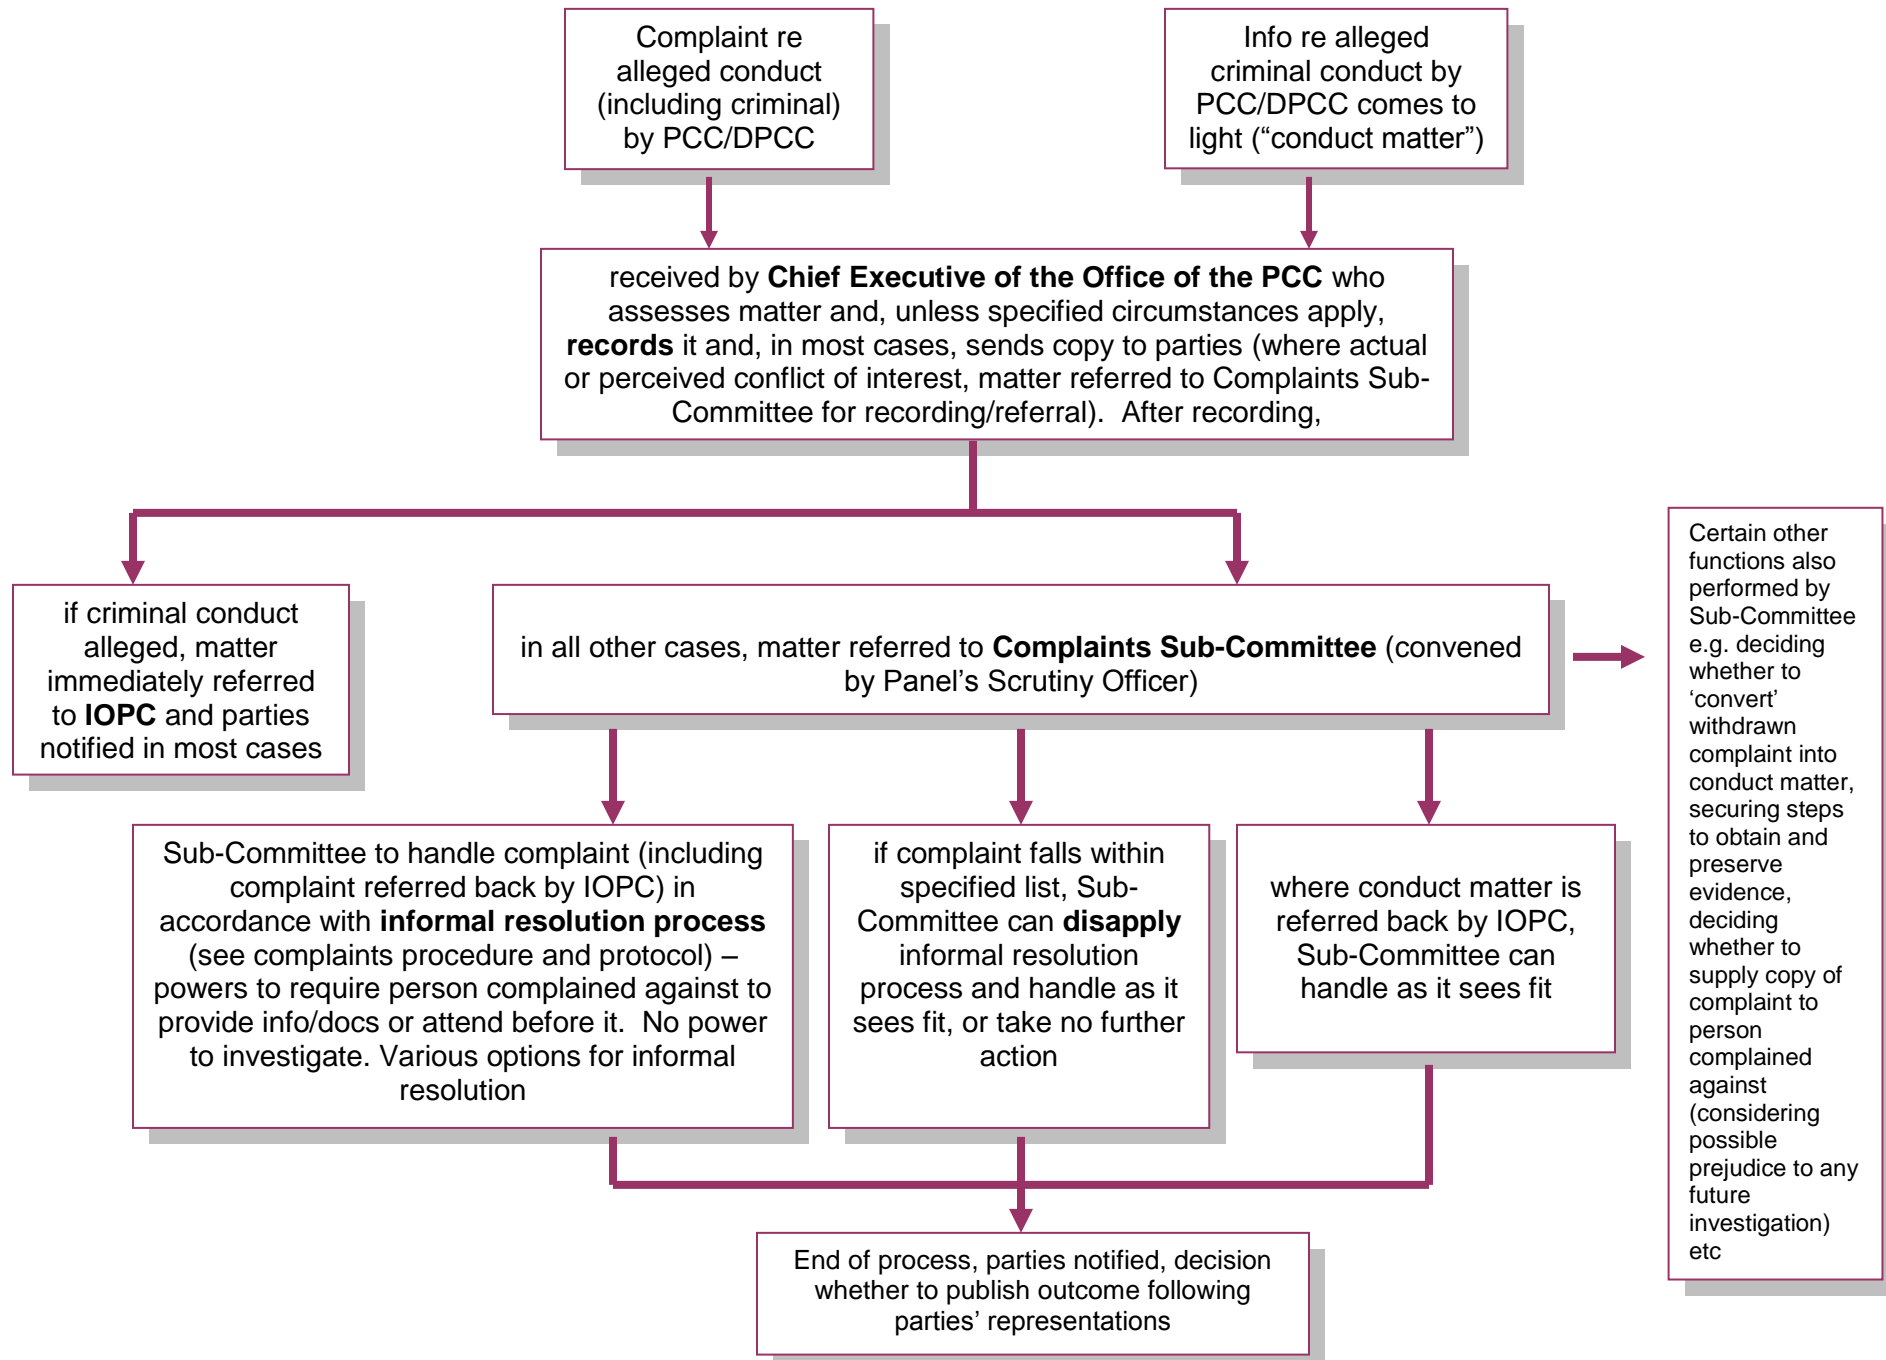 Complaint re
alleged conduct
(including criminal)
by PCC/DPCC
Info re alleged
criminal conduct by
PCC/DPCC comes to
light (“conduct matter”)
received by Chief Executive of the Office of the PCC who
assesses matter and, unless specified circumstances apply,
records it and, in most cases, sends copy to parties (where actual
or perceived conflict of interest, matter referred to Complaints Sub-
Committee for recording/referral).  After recording,
if criminal conduct
alleged, matter
immediately referred
to IOPC and parties
notified in most cases
in all other cases, matter referred to Complaints Sub-Committee (convened
by Panel’s Scrutiny Officer)
Certain other
functions also
performed by
Sub-Committee
e.g. deciding
whether to
‘convert’
withdrawn
complaint into
conduct matter,
securing steps
to obtain and
preserve
evidence,
deciding
whether to
supply copy of
complaint to
person
complained
against
(considering
possible
prejudice to any
future
investigation)
etc
Sub-Committee to handle complaint (including
complaint referred back by IOPC) in
accordance with informal resolution process
(see complaints procedure and protocol) –
powers to require person complained against to
provide info/docs or attend before it.  No power
to investigate. Various options for informal
resolution
if complaint falls within
specified list, Sub-
Committee can disapply
informal resolution
process and handle as it
sees fit, or take no further
action
where conduct matter is
referred back by IOPC,
Sub-Committee can
handle as it sees fit
End of process, parties notified, decision
whether to publish outcome following
parties’ representations